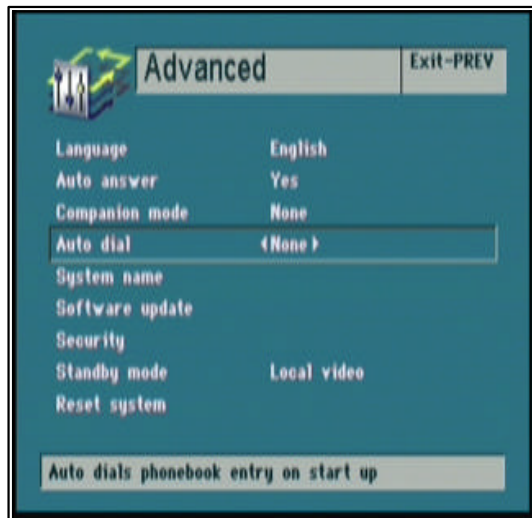 Advanced
Exit-PREV
Language English
Auto answer Yes
Companion mode None
Auto dial None
System name
Software update
Security
Standby mode Local video
Reset system
Auto dials phonebook entry on start up